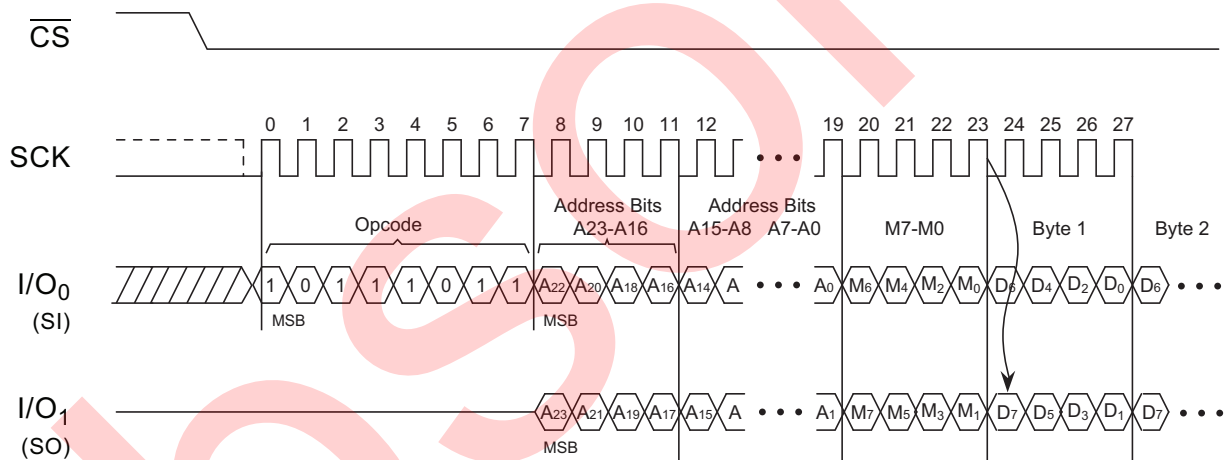 CS
0 1 2 3 4 5 6 7 8 9 10 11 12 19 20 21 22 23 24 25 26 27
SCK
Opcode
Address Bits
A23-A16
Address Bits
A15-A8 A7-A0
M7-M0
Byte 1
Byte 2
I/O0
(SI)
1 0 1 1 1 0 1 1 A22 A20 A18 A16 A14 A A0 M6 M4 M2 M0 D6 D4 D2 D0 D6
MSB MSB
I/O1
(SO)
A23 A21 A19 A17 A15 A A1 M7 M5 M3 M1 D7 D5 D3 D1 D7
MSB